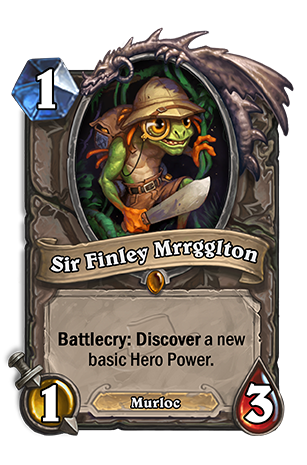 1
Sir Finley Mrrgglton
Battlecry: Discover a new
basic Hero Power.
1
Murloc
3